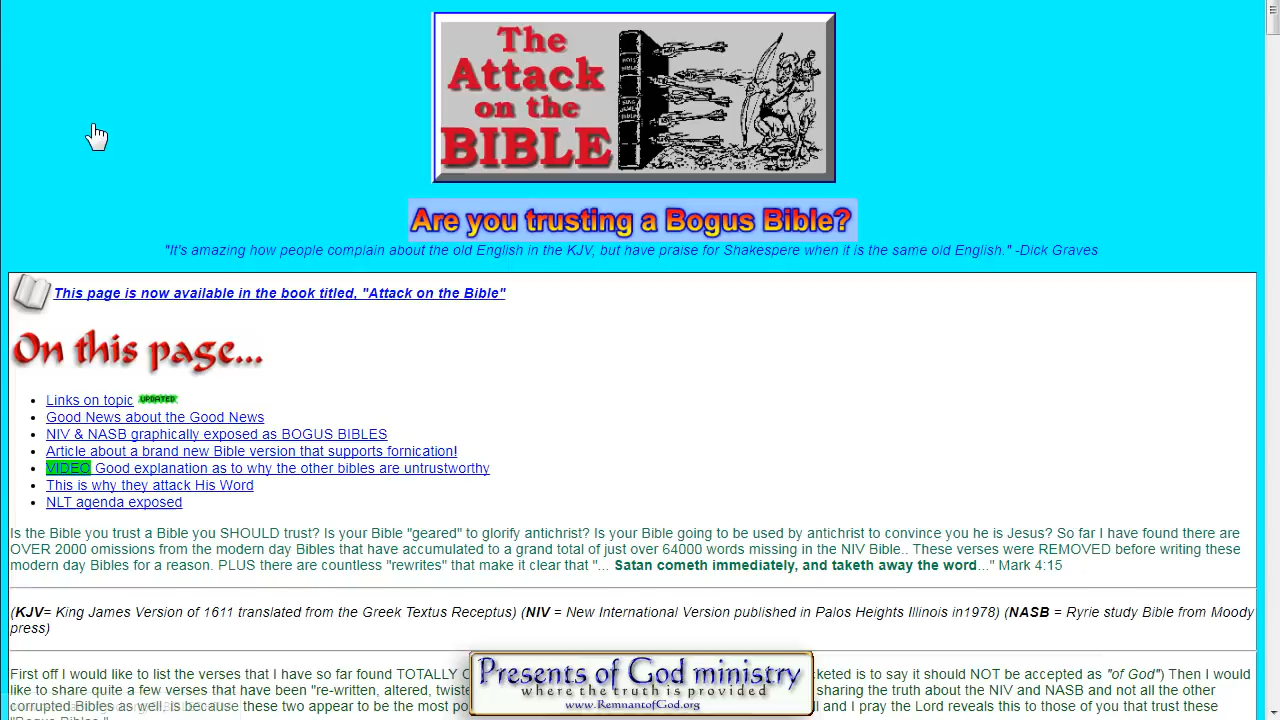 The
Attack
on the
BIBLE
HOLY
BIBLE
KING
JAMES
BIBLE
Are you trusting a Bogus Bible?
"It's amazing how people complain about the old English in the KJV, but have praise for Shakespere when it is the same old English." -Dick Graves
This page is now available in the book titled, "Attack on the Bible"
On this page...
Links on topic UPDATED
Good News about the Good News
NIV & NASB graphically exposed as BOGUS BIBLES
Article about a brand new Bible version that supports fornication!
VIDEO Good explanation as to why the other bibles are untrustworthy
This is why they attack His Word
NLT agenda exposed
Is the Bible you trust a Bible you SHOULD trust? Is your Bible "geared" to glorify antichrist? Is your Bible going to be used by antichrist to convince you he is Jesus? So far I have found there are
OVER 2000 omissions from the modern day Bibles that have accumulated to a grand total of just over 64000 words missing in the NIV Bible.. These verses were REMOVED before writing these
modern day Bibles for a reason. PLUS there are countless "rewrites" that make it clear that "... Satan cometh immediately, and taketh away the word..." Mark 4:15
(KJV= King James Version of 1611 translated from the Greek Textus Receptus) (NIV = New International Version published in Palos Heights Illinois in1978) (NASB = Ryrie study Bible from Moody
press)
First off I would like to list the verses that I have so far found TOTALLY is to say it should NOT be accepted as "of God") Then I would
like to share quite a few verses that have been "re-written, altered, sharing the truth about the NIV and NASB and not all the other
corrupted Bibles as well, is because these two appear to be the most and I pray the Lord reveals this to those of you that trust these
"Bogus Bibles."
Presents of God ministry
where the truth is provided
www.RemnantofGod.org